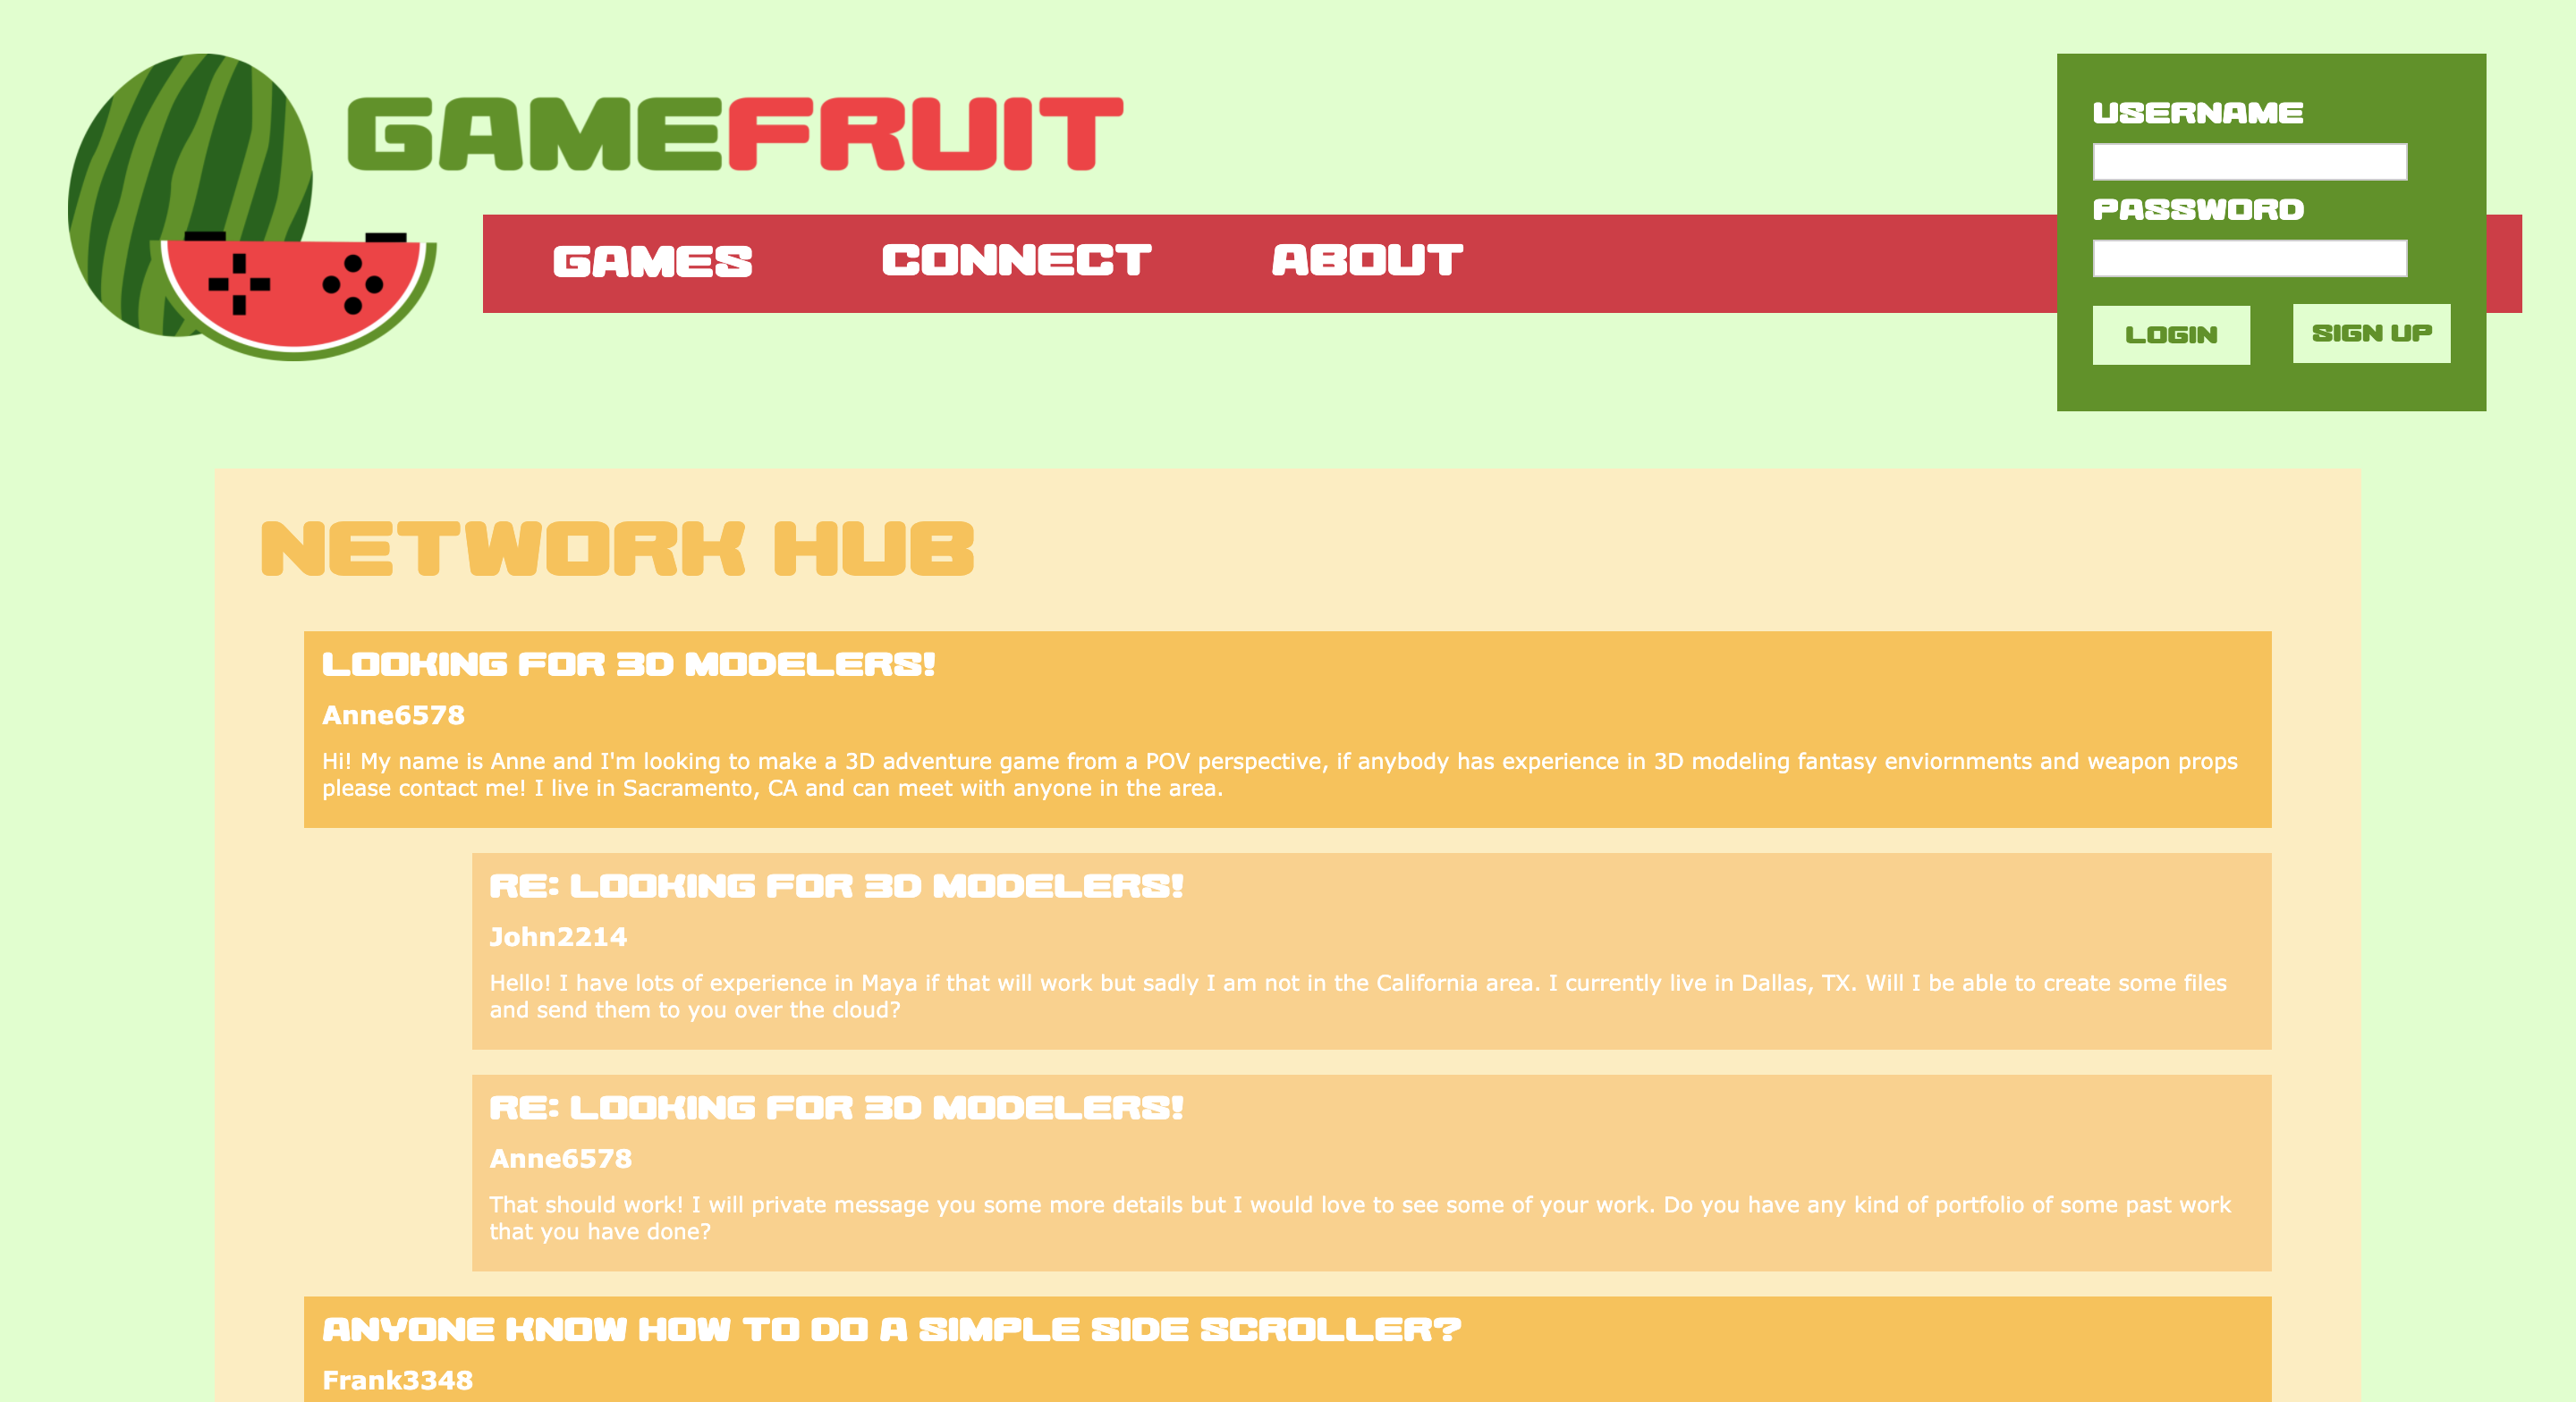 GAMEFRUIT
GAMES CONNECT ABOUT
USERNAME
PASSWORD
LOGIN SIGN UP
NETWORK HUB
LOOKING FOR 3D MODELERS!
Anne6578
Hi! My name is Anne and I'm looking to make a 3D adventure game from a POV perspective, if anybody has experience in 3D modeling fantasy enviornments and weapon props
please contact me! I live in Sacramento, CA and can meet with anyone in the area.
RE: LOOKING FOR 3D MODELERS!
John2214
Hello! I have lots of experience in Maya if that will work but sadly I am not in the California area. I currently live in Dallas, TX. Will I be able to create some files
and send them to you over the cloud?
RE: LOOKING FOR 3D MODELERS!
Anne6578
That should work! I will private message you some more details but I would love to see some of your work. Do you have any kind of portfolio of some past work
that you have done?
ANYONE KNOW HOW TO DO A SIMPLE SIDE SCROLLER?
Frank3348